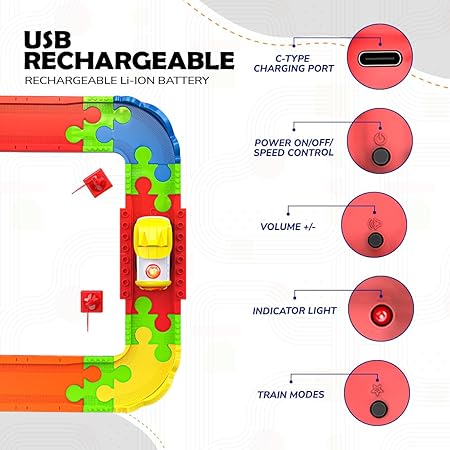 USB
RECHARGEABLE
RECHARGEABLE Li-ION BATTERY
C-TYPE
CHARGING PORT
POWER ON/OFF/
SPEED CONTROL
VOLUME +/-
INDICATOR LIGHT
TRAIN MODES